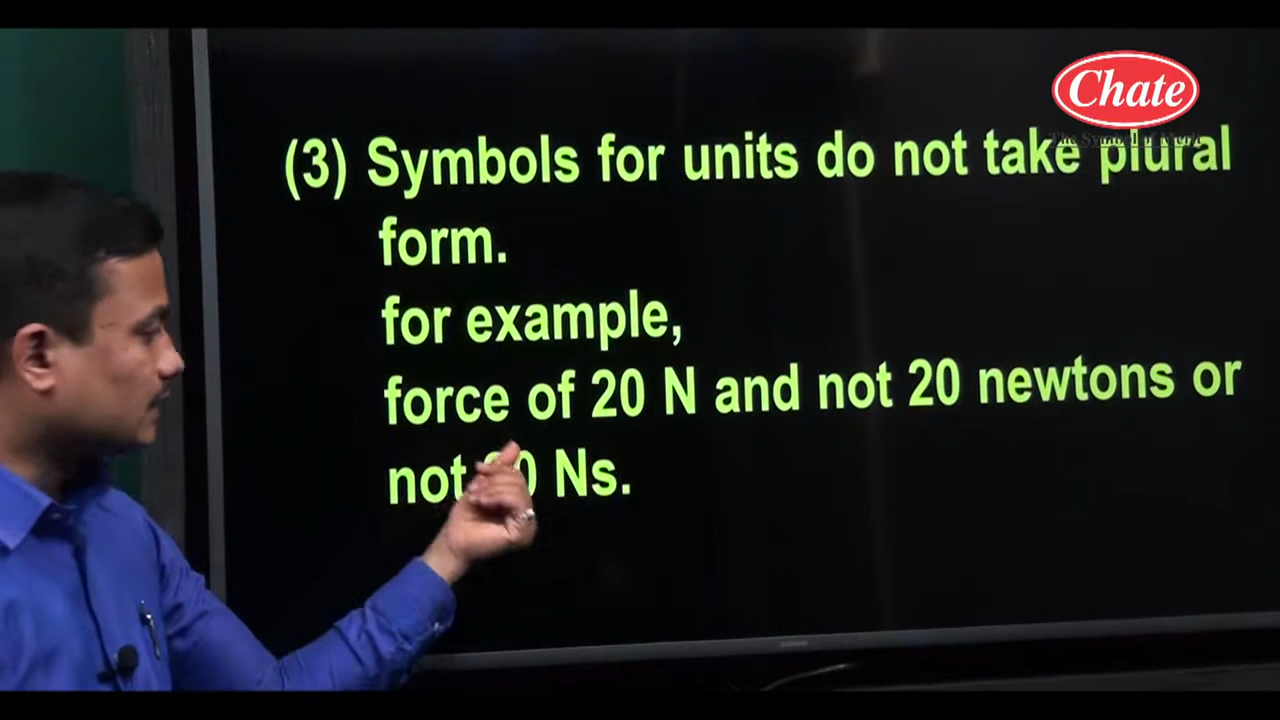 Chate
(3) Symbols for units do not take plural
form.
for example,
force of 20 N and not 20 newtons or
not 20 Ns.